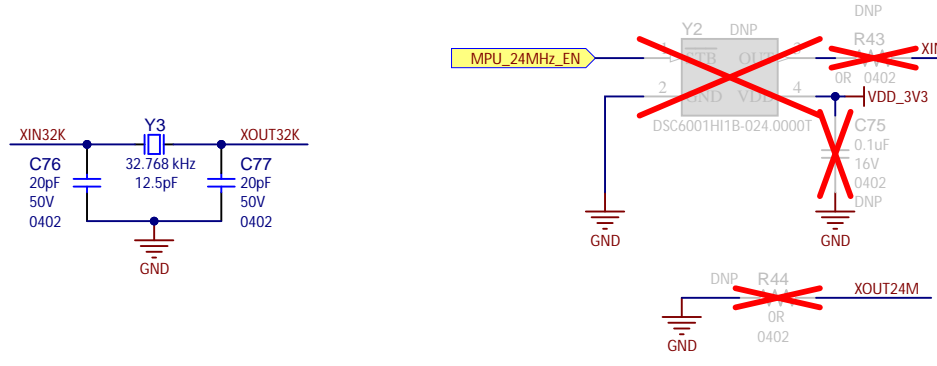 XIN32K
Y3
XOUT32K
C76
20pF
50V
0402
32.768 kHz
12.5pF
C77
20pF
50V
0402
GND
MPU_24MHz_EN
Y2
DNP
1
STB
OUT
2
GND
VDD
4
DSC6001HI1B-024.0000T
DNP
R43
0R
0402
VDD_3V3
C75
0.1uF
16V
0402
DNP
GND
GND
DNP
R44
0R
0402
XOUT24M
GND